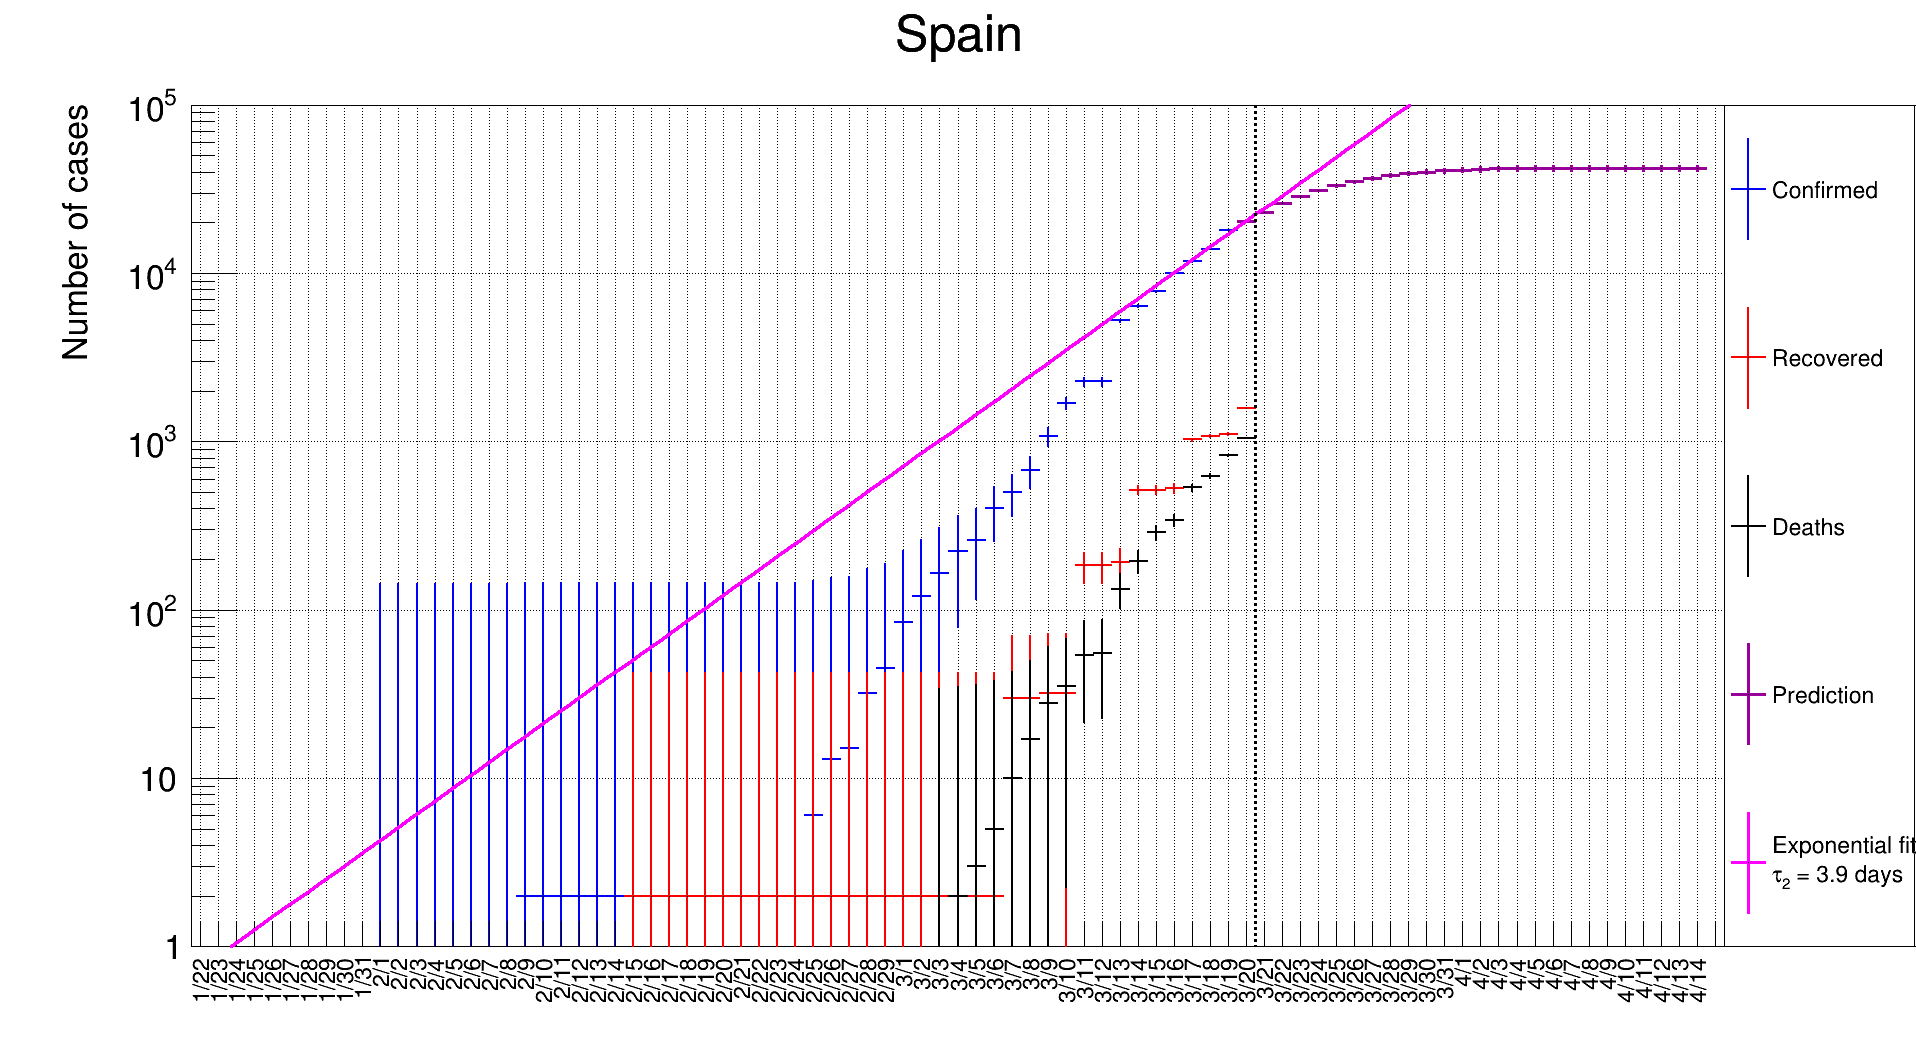 Spain
Number of cases
10^5
10^4
10^3
10^2
10
1
1/22 1/23 1/24 1/25 1/26 1/27 1/28 1/29 1/30 1/31 2/1 2/2 2/3 2/4 2/5 2/6 2/7 2/8 2/9 2/10 2/11 2/12 2/13 2/14 2/15 2/16 2/17 2/18 2/19 2/20 2/21 2/22 2/23 2/24 2/25 2/26 2/27 2/28 2/29 3/1 3/2 3/3 3/4 3/5 3/6 3/7 3/8 3/9 3/10 3/11 3/12 3/13 3/14 3/15 3/16 3/17 3/18 3/19 3/20 3/21 3/22 3/23 3/24 3/25 3/26 3/27 3/28 3/29 3/30 3/31 4/1 4/2 4/3 4/4 4/5 4/6 4/7 4/8 4/9 4/10 4/11 4/12 4/13 4/14
Confirmed
Recovered
Deaths
Prediction
Exponential fit
τ₂ = 3.9 days